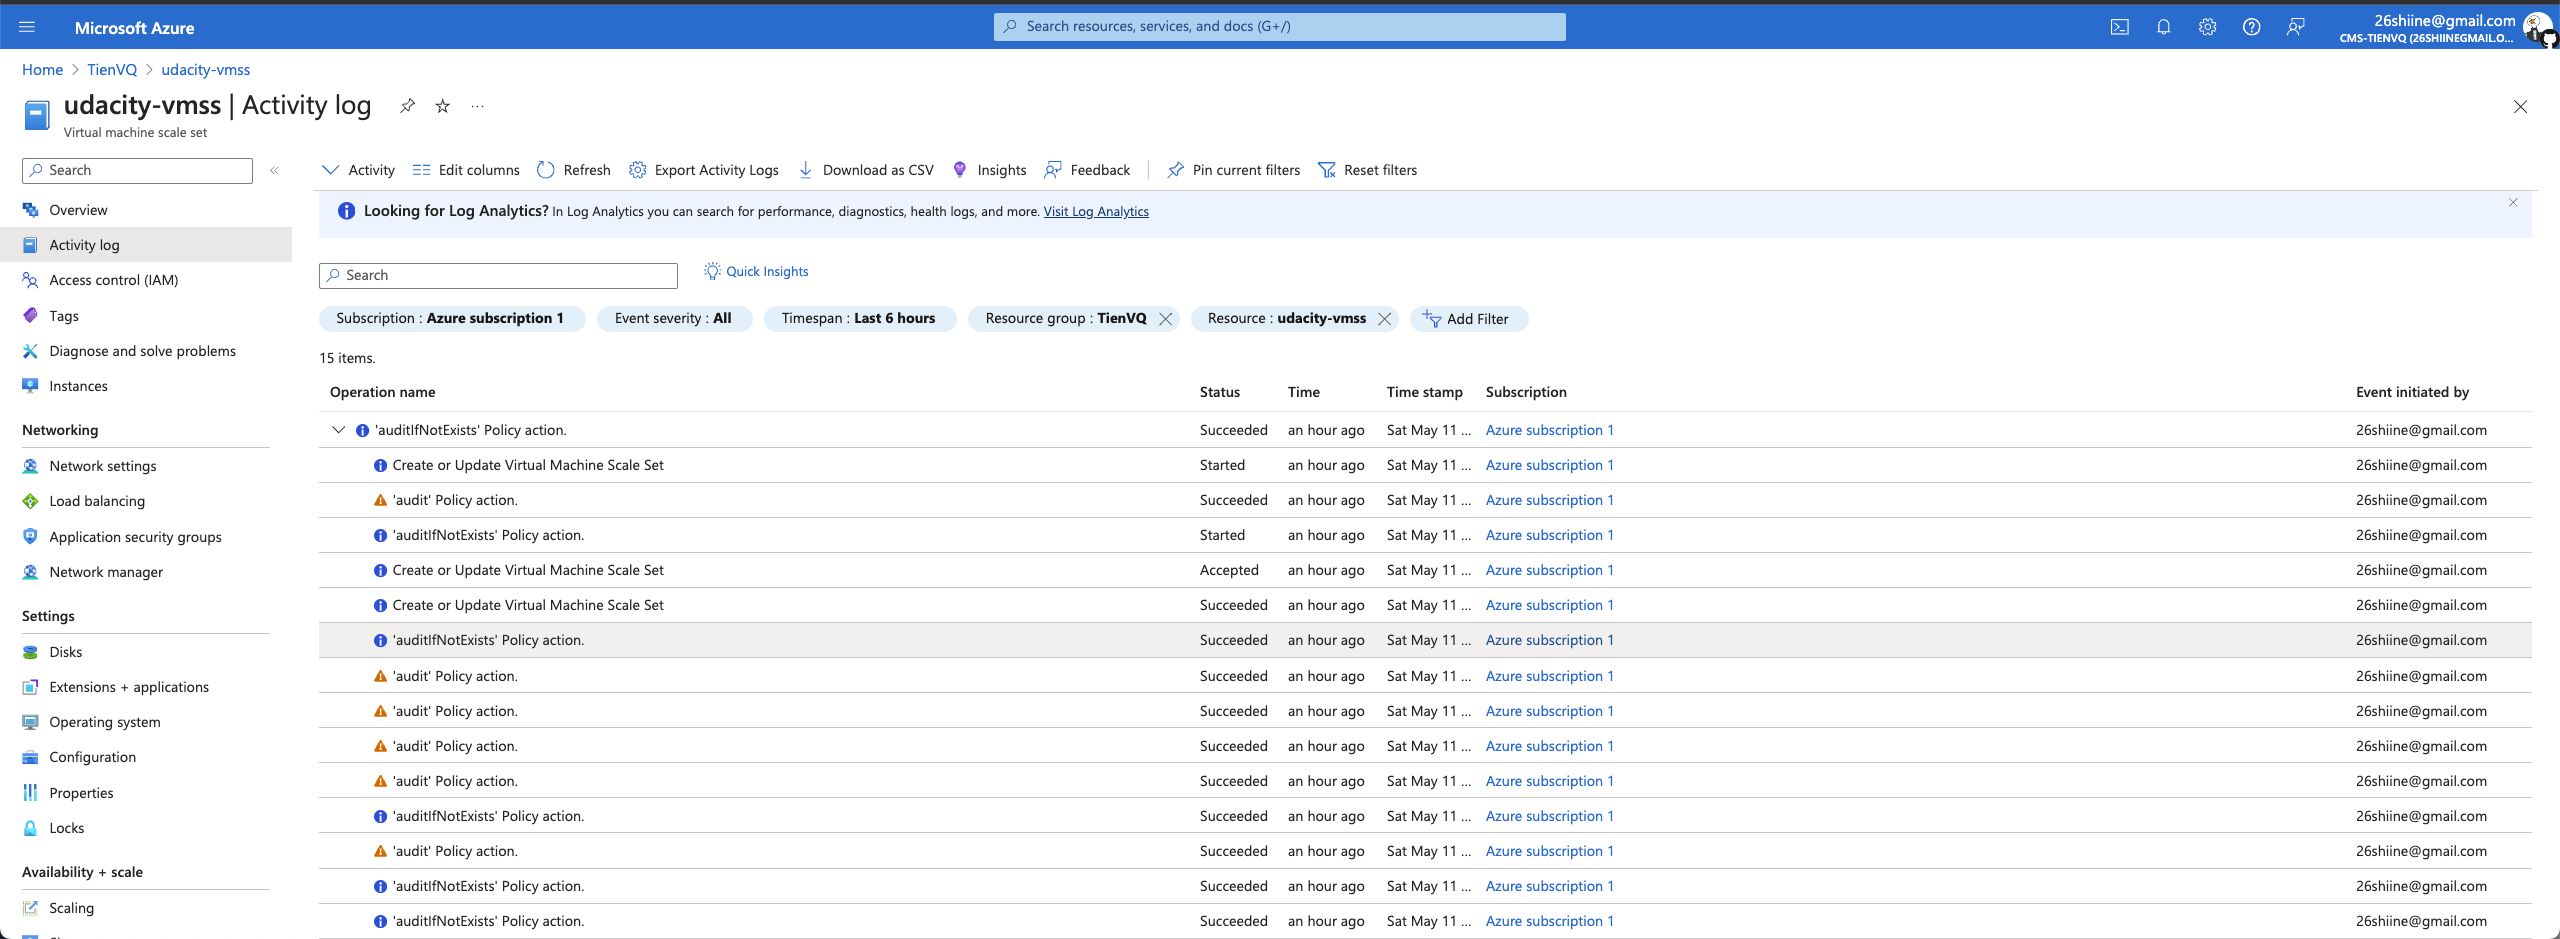 Microsoft Azure
Search resources, services, and docs (G+/)
26shiine@gmail.com
CMS-TIENVQ (26SHIINEGMAIL.O...
Home > TienVQ > udacity-vmss
udacity-vmss | Activity log ...
Virtual machine scale set
Search
«
Overview
Activity log
Access control (IAM)
Tags
Diagnose and solve problems
Instances
Networking
Network settings
Load balancing
Application security groups
Network manager
Settings
Disks
Extensions + applications
Operating system
Configuration
Properties
Locks
Availability + scale
Scaling
Activity Edit columns Refresh Export Activity Logs Download as CSV Insights Feedback | Pin current filters Reset filters
Looking for Log Analytics? In Log Analytics you can search for performance, diagnostics, health logs, and more. Visit Log Analytics
Search
Quick Insights
Subscription : Azure subscription 1 Event severity : All Timespan : Last 6 hours Resource group : TienVQ Resource : udacity-vmss Add Filter
15 items.
Operation name Status Time Time stamp Subscription Event initiated by
'auditIfNotExists' Policy action. Succeeded an hour ago Sat May 11 ... Azure subscription 1 26shiine@gmail.com
Create or Update Virtual Machine Scale Set Started an hour ago Sat May 11 ... Azure subscription 1 26shiine@gmail.com
'audit' Policy action. Succeeded an hour ago Sat May 11 ... Azure subscription 1 26shiine@gmail.com
'auditIfNotExists' Policy action. Started an hour ago Sat May 11 ... Azure subscription 1 26shiine@gmail.com
Create or Update Virtual Machine Scale Set Accepted an hour ago Sat May 11 ... Azure subscription 1 26shiine@gmail.com
Create or Update Virtual Machine Scale Set Succeeded an hour ago Sat May 11 ... Azure subscription 1 26shiine@gmail.com
'auditIfNotExists' Policy action. Succeeded an hour ago Sat May 11 ... Azure subscription 1 26shiine@gmail.com
'audit' Policy action. Succeeded an hour ago Sat May 11 ... Azure subscription 1 26shiine@gmail.com
'audit' Policy action. Succeeded an hour ago Sat May 11 ... Azure subscription 1 26shiine@gmail.com
'audit' Policy action. Succeeded an hour ago Sat May 11 ... Azure subscription 1 26shiine@gmail.com
'audit' Policy action. Succeeded an hour ago Sat May 11 ... Azure subscription 1 26shiine@gmail.com
'auditIfNotExists' Policy action. Succeeded an hour ago Sat May 11 ... Azure subscription 1 26shiine@gmail.com
'audit' Policy action. Succeeded an hour ago Sat May 11 ... Azure subscription 1 26shiine@gmail.com
'auditIfNotExists' Policy action. Succeeded an hour ago Sat May 11 ... Azure subscription 1 26shiine@gmail.com
'auditIfNotExists' Policy action. Succeeded an hour ago Sat May 11 ... Azure subscription 1 26shiine@gmail.com